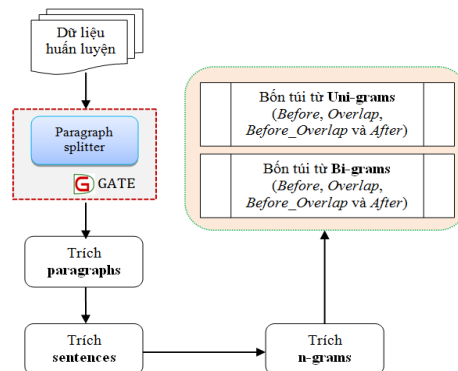 Dữ liệu
huấn luyện
Paragraph
splitter
G GATE
Trích
paragraphs
Trích
sentences
Trích
n-grams
Bốn túi từ Uni-grams
(Before, Overlap,
Before_Overlap và After)
Bốn túi từ Bi-grams
(Before, Overlap,
Before_Overlap và After)